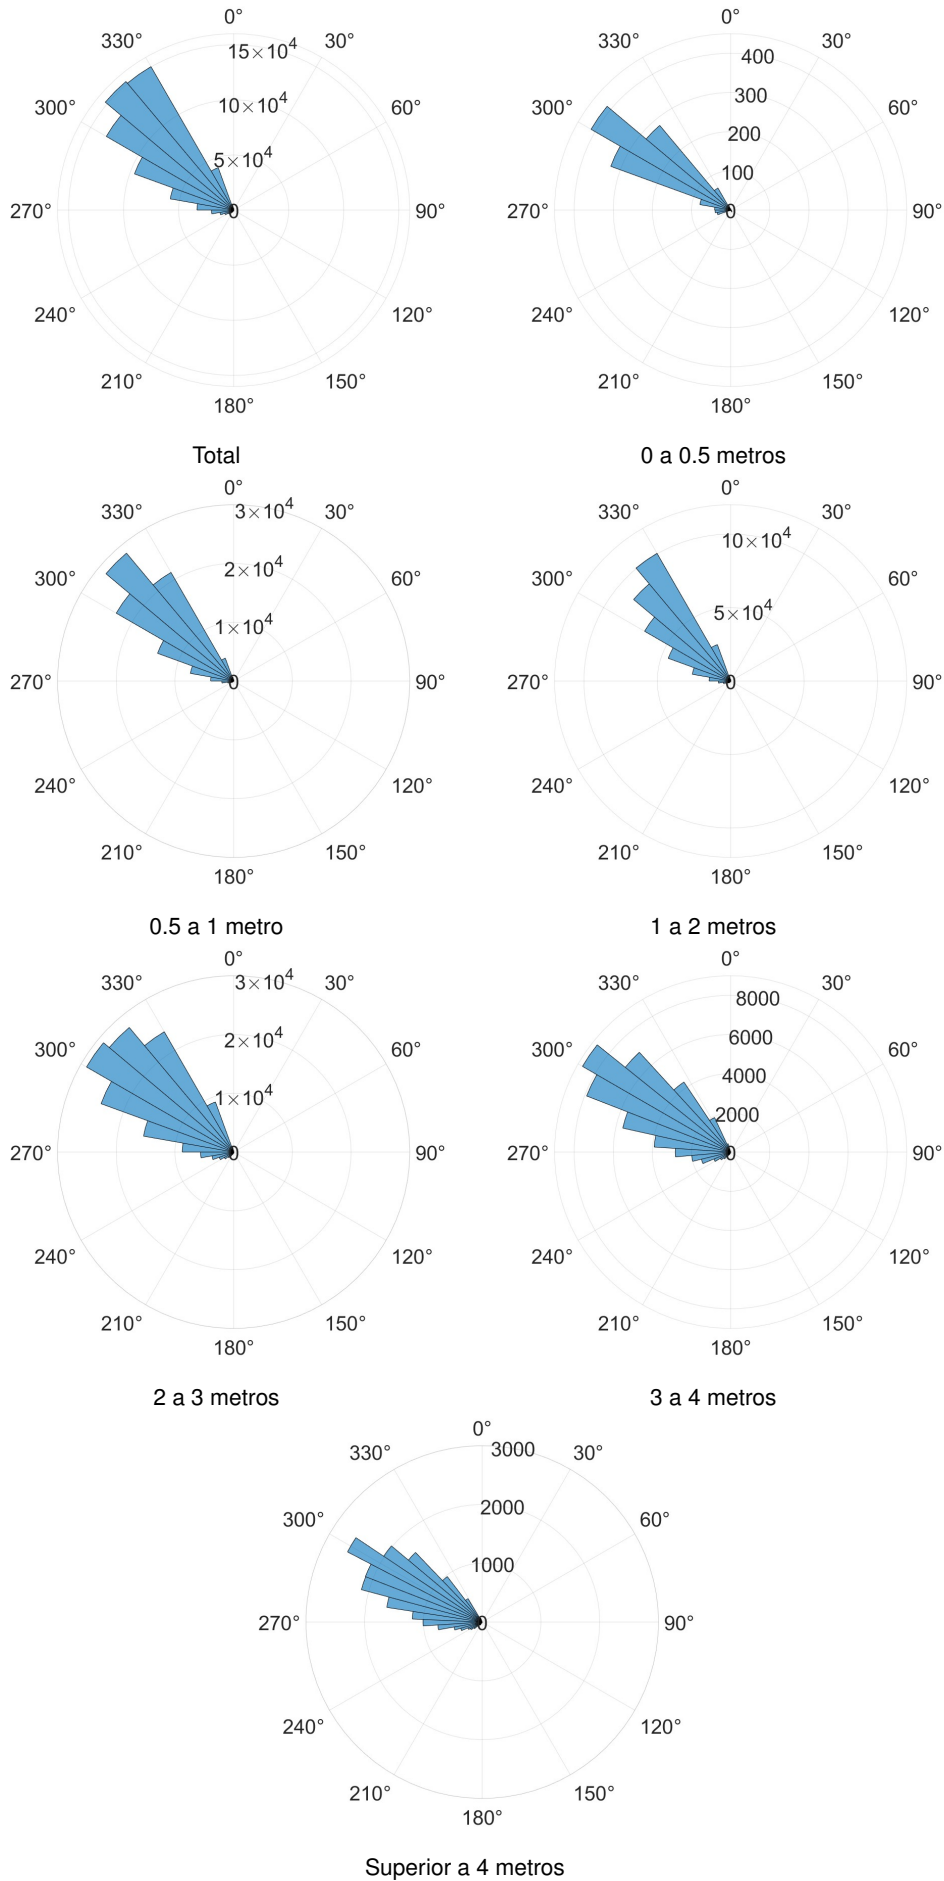 0° 0°
330° 15×10⁴ 30° 330° 400 30°
300° 10×10⁴ 60° 300° 300 60°
5×10⁴ 200
100
270° 0 90° 270° 0 90°
240° 120° 240° 120°
210° 150° 210° 150°
180° 180°
Total 0 a 0.5 metros
0° 0°
330° 3×10⁴ 30° 330° 30°
10×10⁴
300° 2×10⁴ 60° 300° 60°
1×10⁴ 5×10⁴
270° 0 90° 270° 0 90°
240° 120° 240° 120°
210° 150° 210° 150°
180° 180°
0.5 a 1 metro 1 a 2 metros
0° 0°
330° 3×10⁴ 30° 330° 8000 30°
300° 2×10⁴ 60° 300° 6000 60°
1×10⁴ 4000
2000
270° 0 90° 270° 0 90°
240° 120° 240° 120°
210° 150° 210° 150°
180° 180°
2 a 3 metros 3 a 4 metros
0°
330° 3000 30°
300° 2000 60°
1000
270° 0 90°
240° 120°
210° 150°
180°
Superior a 4 metros